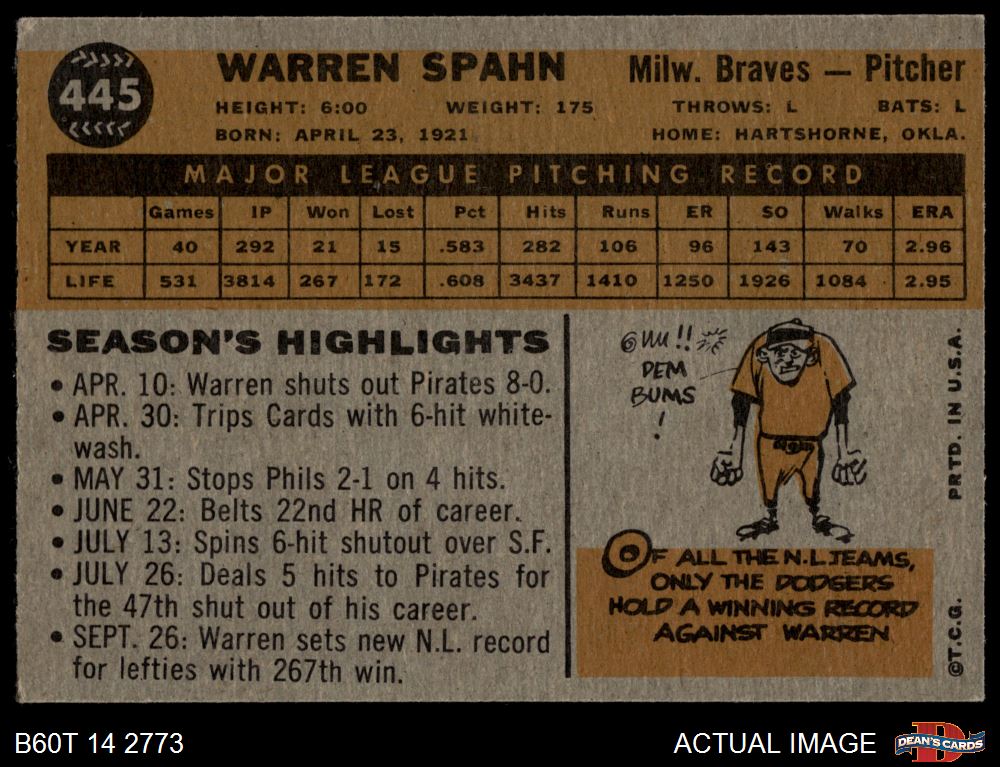 445
WARREN SPAHN Milw. Braves — Pitcher
HEIGHT: 6:00 WEIGHT: 175 THROWS: L BATS: L
BORN: APRIL 23, 1921 HOME: HARTSHORNE, OKLA.
MAJOR LEAGUE PITCHING RECORD
Games IP Won Lost Pct Hits Runs ER SO Walks ERA
YEAR 40 292 21 15 .583 282 106 96 143 70 2.96
LIFE 531 3814 267 172 .608 3437 1410 1250 1926 1084 2.95
SEASON'S HIGHLIGHTS
• APR. 10: Warren shuts out Pirates 8-0.
• APR. 30: Trips Cards with 6-hit white-
wash.
• MAY 31: Stops Phils 2-1 on 4 hits.
• JUNE 22: Belts 22nd HR of career.
• JULY 13: Spins 6-hit shutout over S.F.
• JULY 26: Deals 5 hits to Pirates for
the 47th shut out of his career.
• SEPT. 26: Warren sets new N.L. record
for lefties with 267th win.
!!
DEM
BUMS
!
OF ALL THE N.L. TEAMS,
ONLY THE DODGERS
HOLD A WINNING RECORD
AGAINST WARREN
©T.C.G. PRTD. IN U.S.A.
B60T 14 2773 ACTUAL IMAGE
D
DEAN'S CARDS